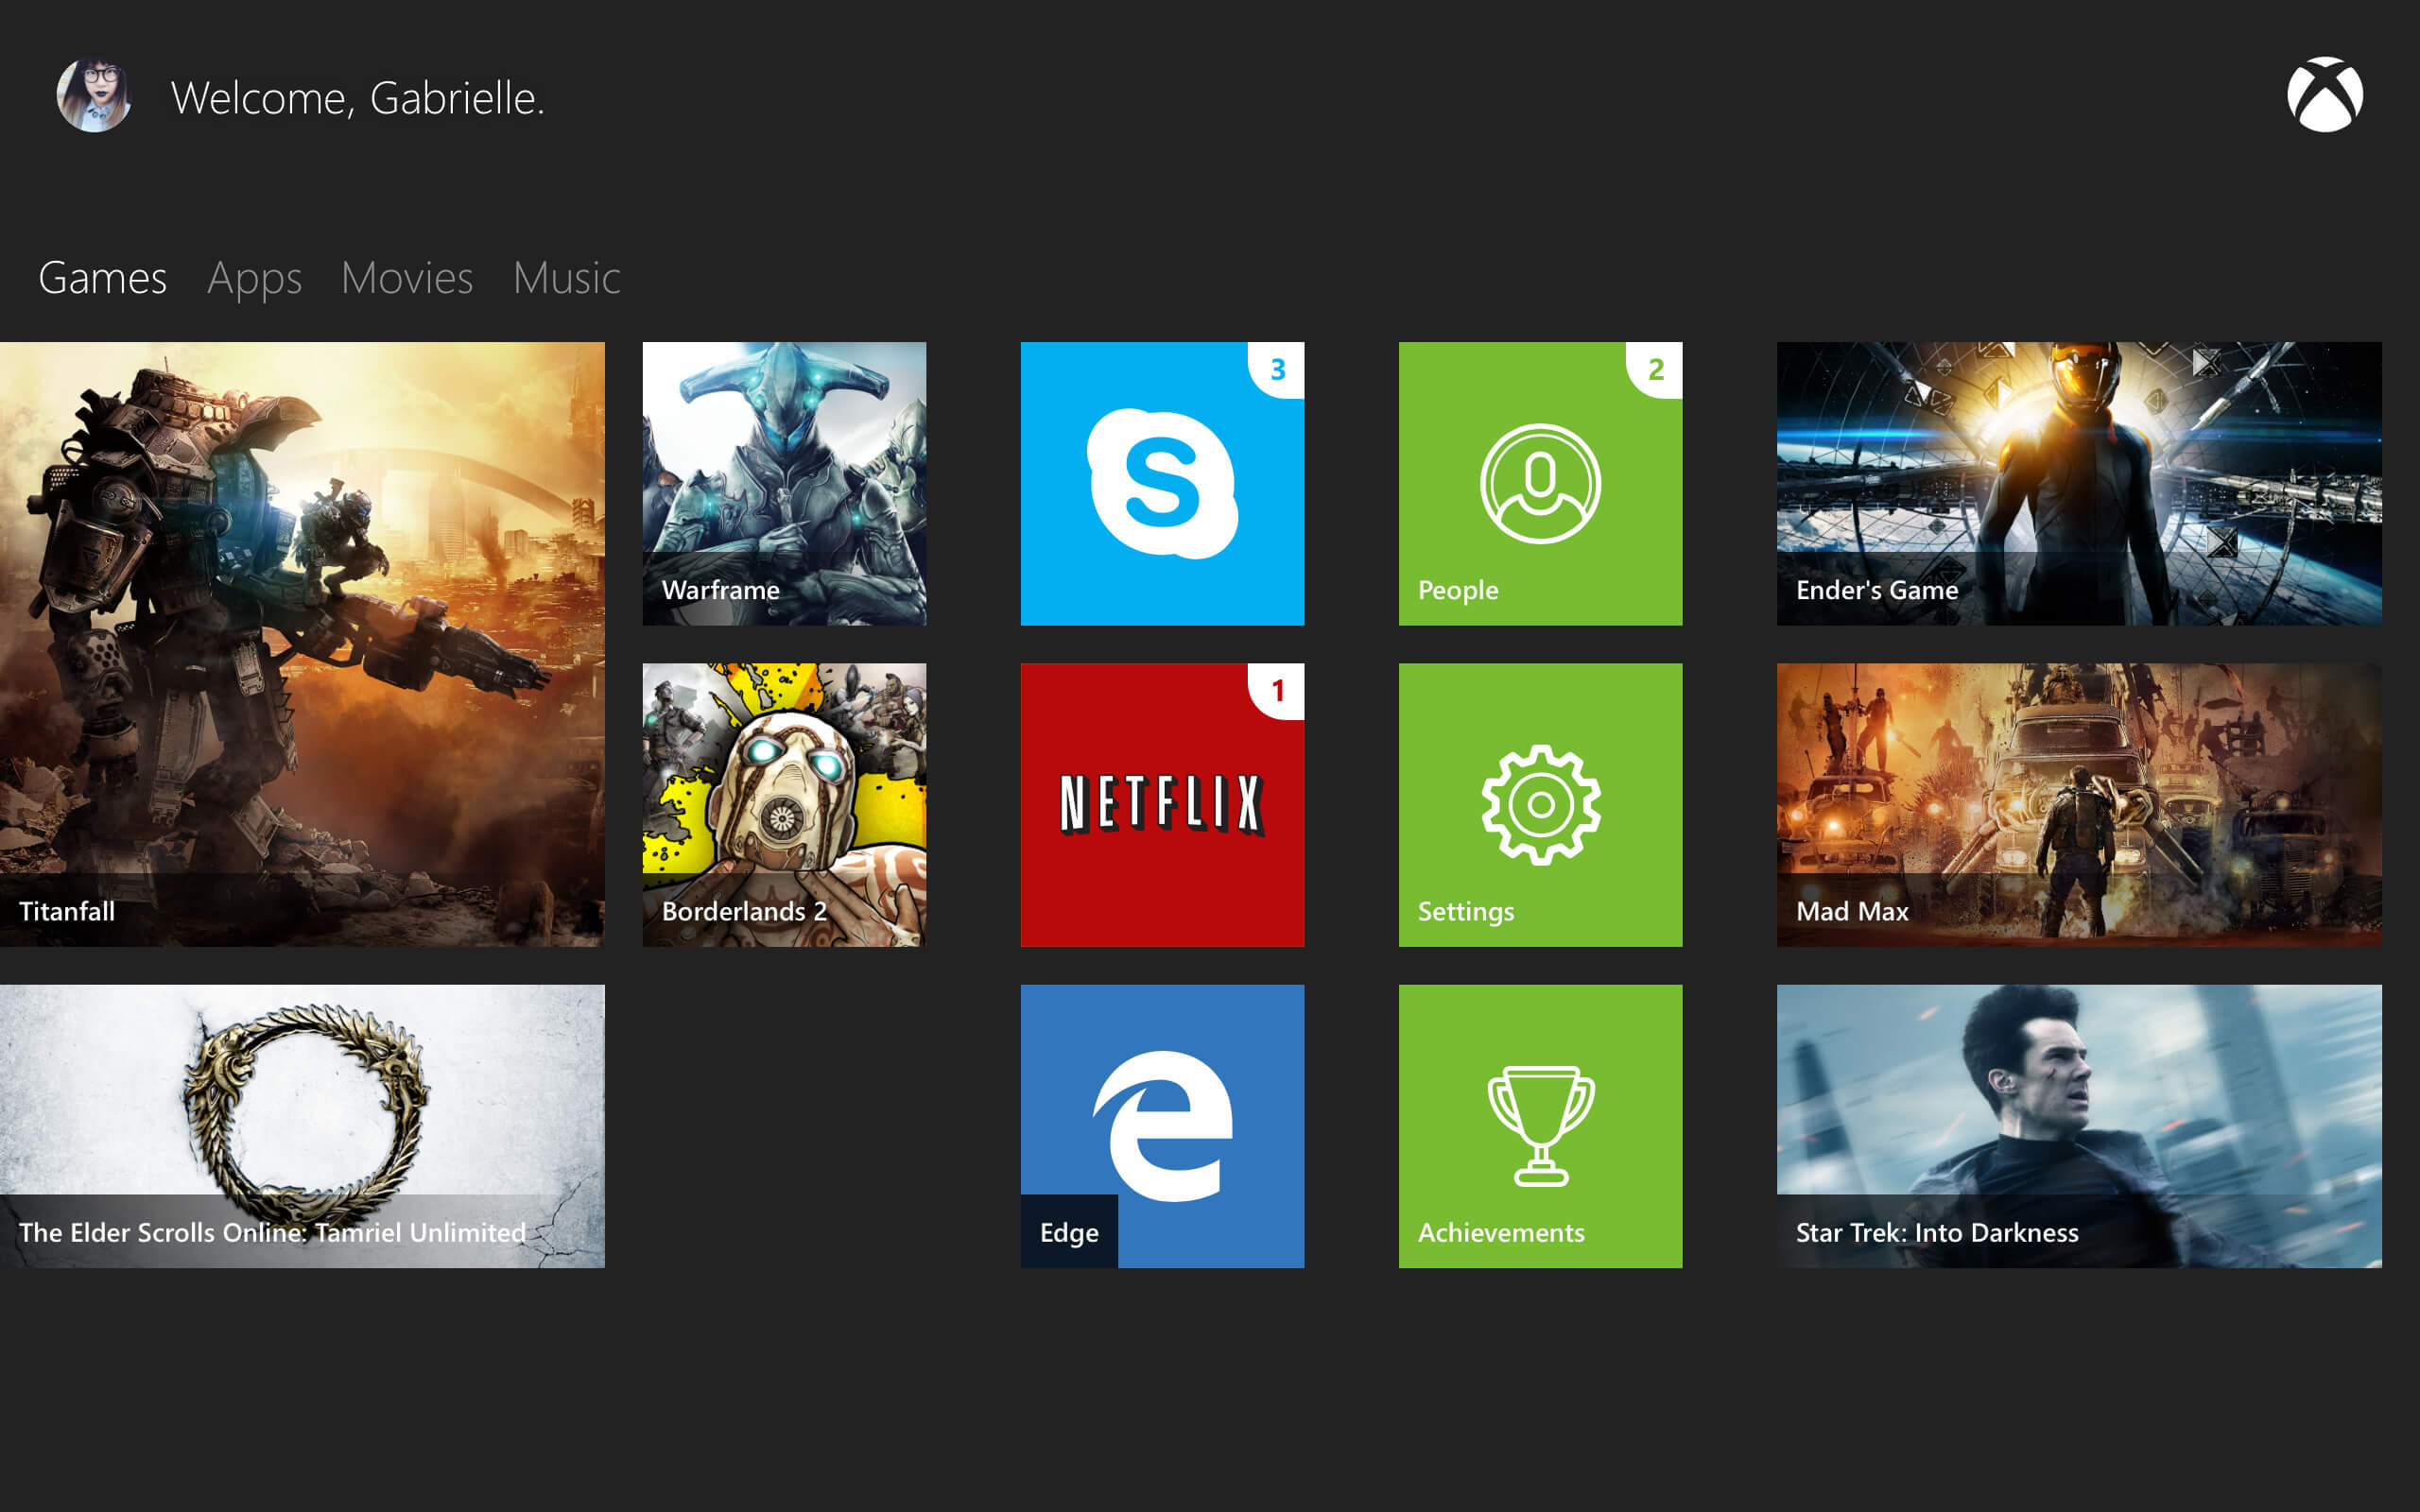 Welcome, Gabrielle.
Games Apps Movies Music
Titanfall
Warframe
Borderlands 2
The Elder Scrolls Online: Tamriel Unlimited
3
S
1
NETFLIX
Edge
2
People
Settings
Achievements
Ender's Game
Mad Max
Star Trek: Into Darkness